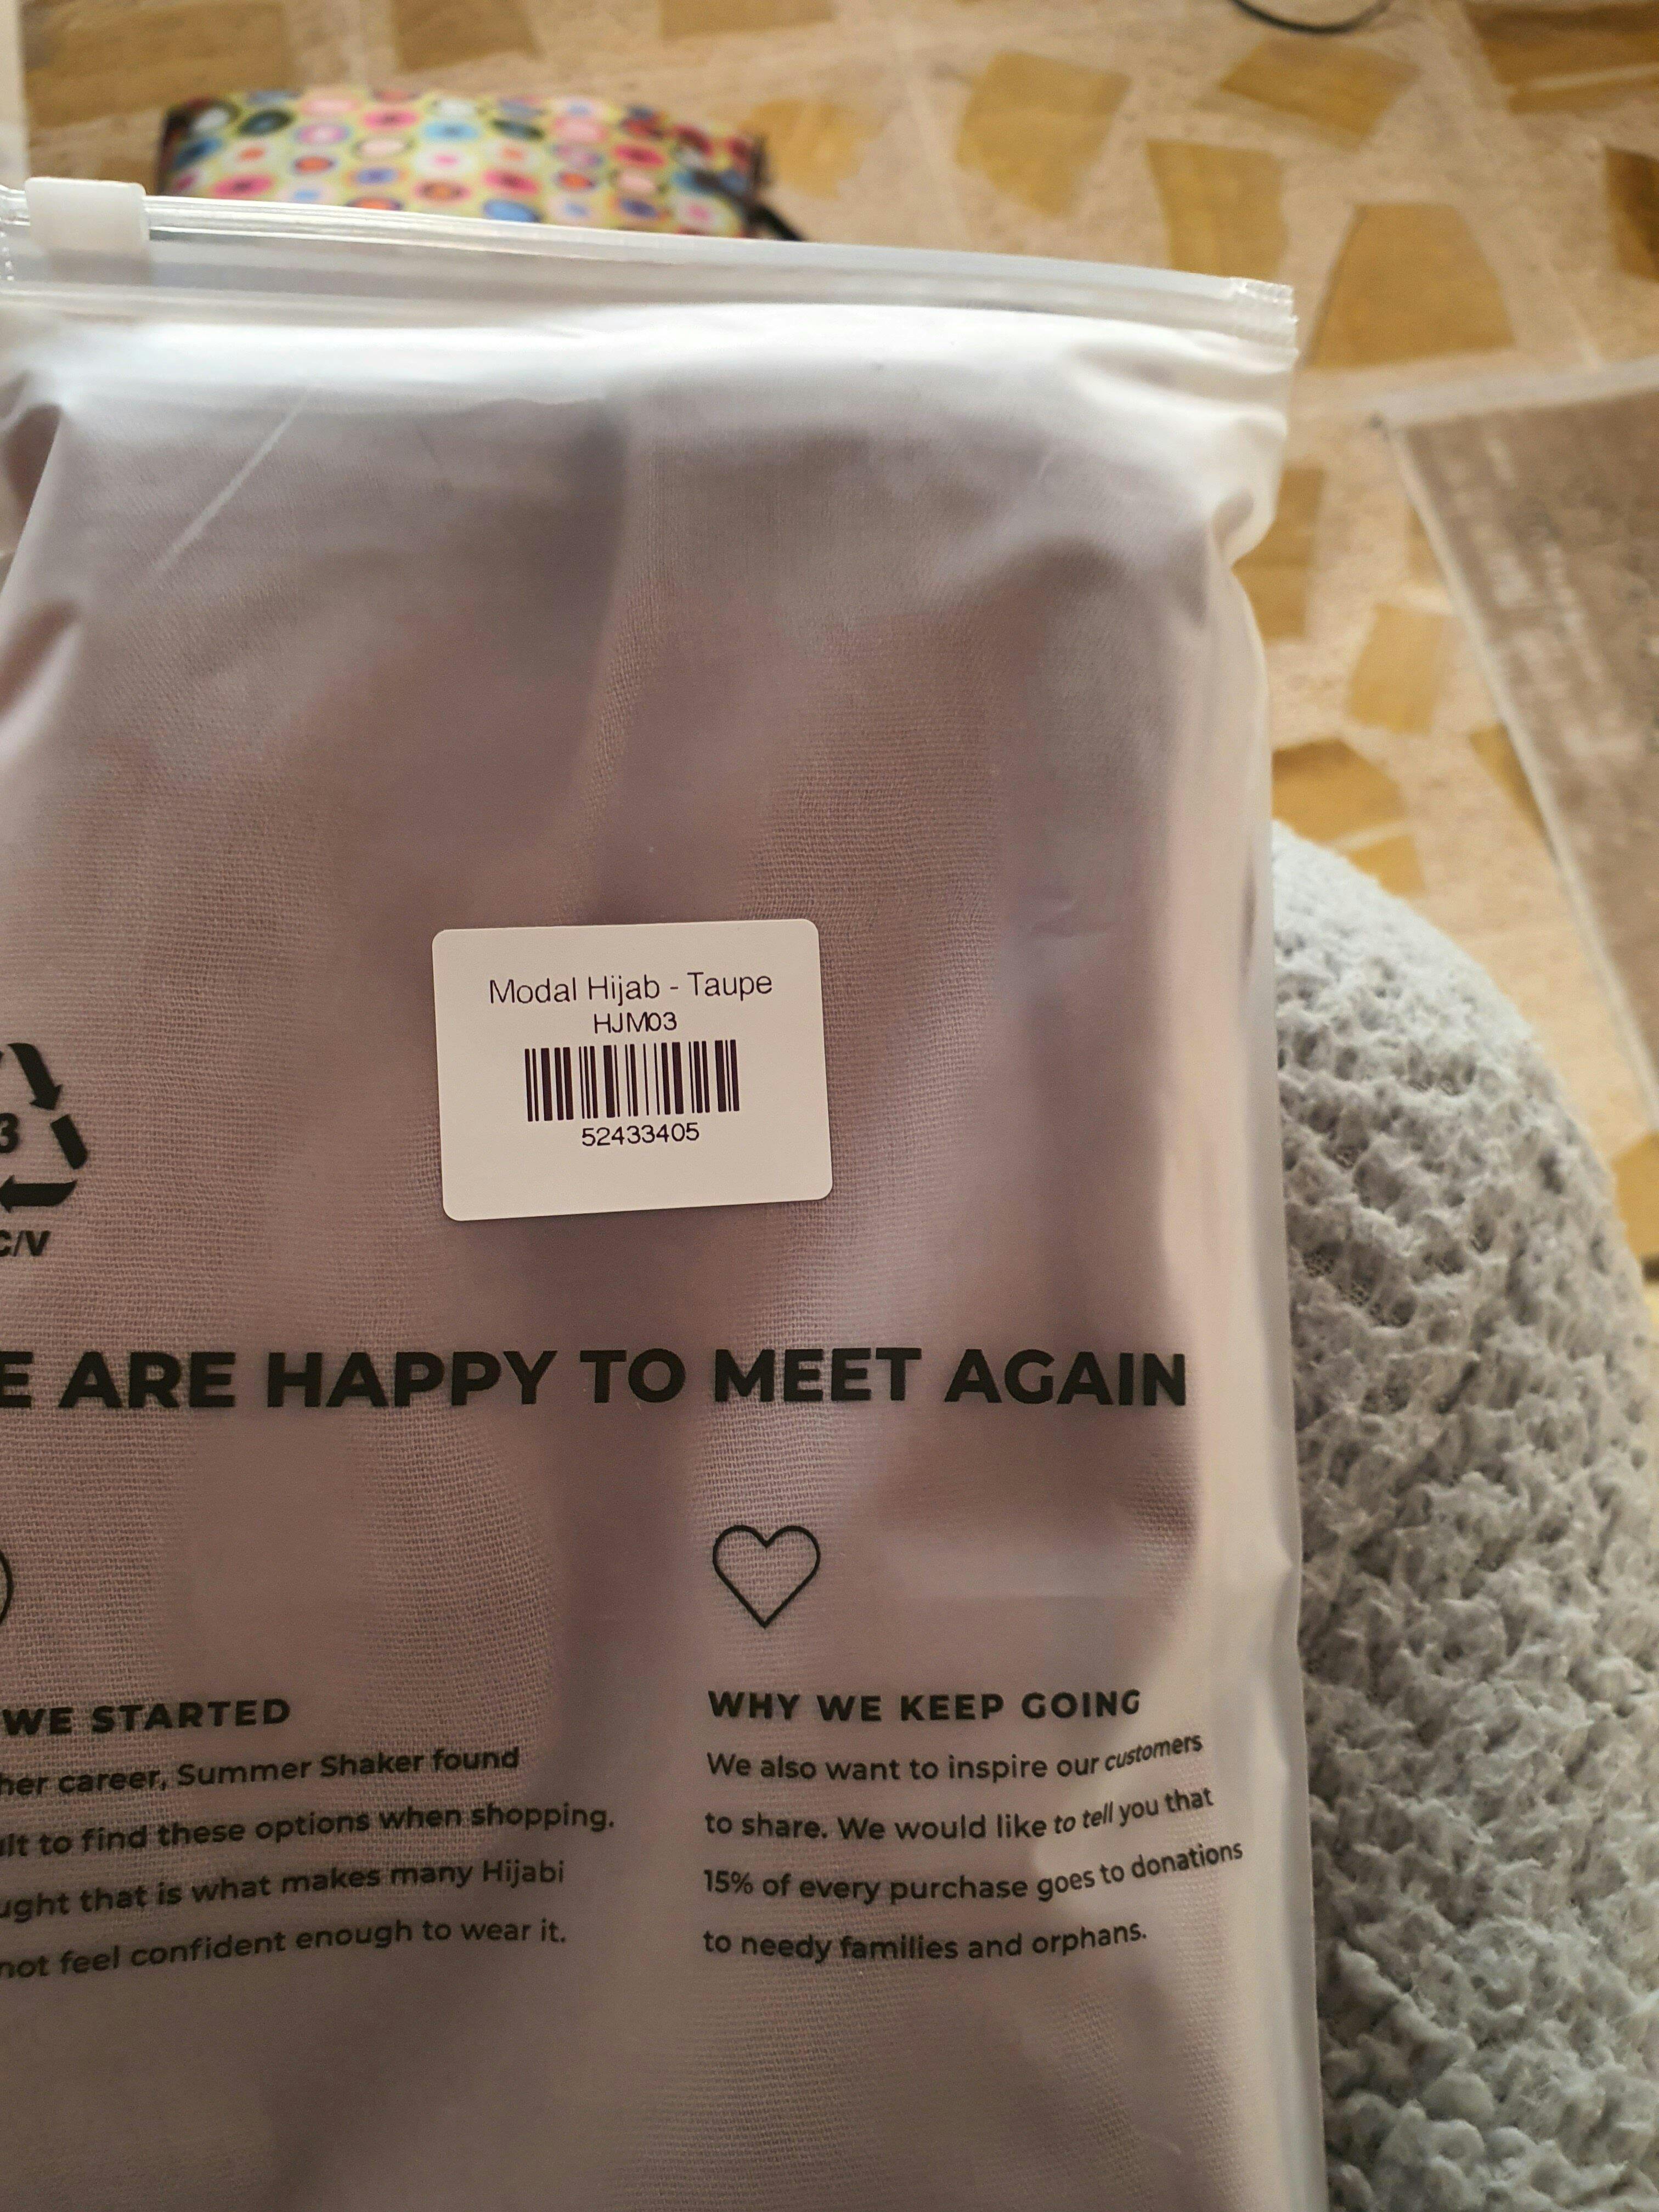 Modal Hijab - Taupe
HJM03
52433405
3
C/V
E ARE HAPPY TO MEET AGAIN
WE STARTED
her career, Summer Shaker found
ult to find these options when shopping.
ught that is what makes many Hijabi
not feel confident enough to wear it.
WHY WE KEEP GOING
We also want to inspire our customers
to share. We would like to tell you that
15% of every purchase goes to donations
to needy families and orphans.